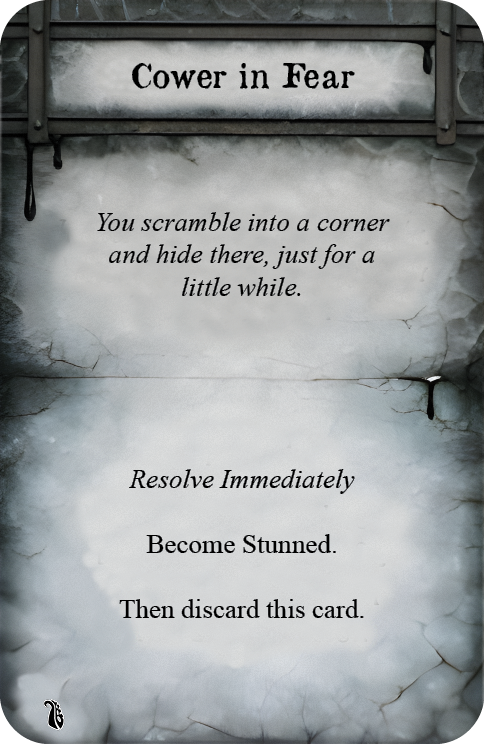 Cower in Fear
You scramble into a corner
and hide there, just for a
little while.
Resolve Immediately
Become Stunned.
Then discard this card.